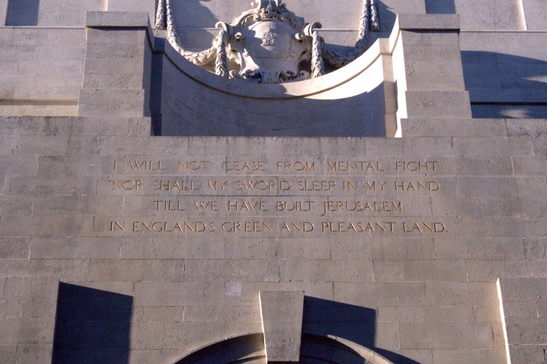 I WILL NOT CEASE FROM MENTAL FIGHT,
NOR SHALL MY SWORD SLEEP IN MY HAND
TILL WE HAVE BUILT JERUSALEM
IN ENGLANDS GREEN AND PLEASANT LAND.